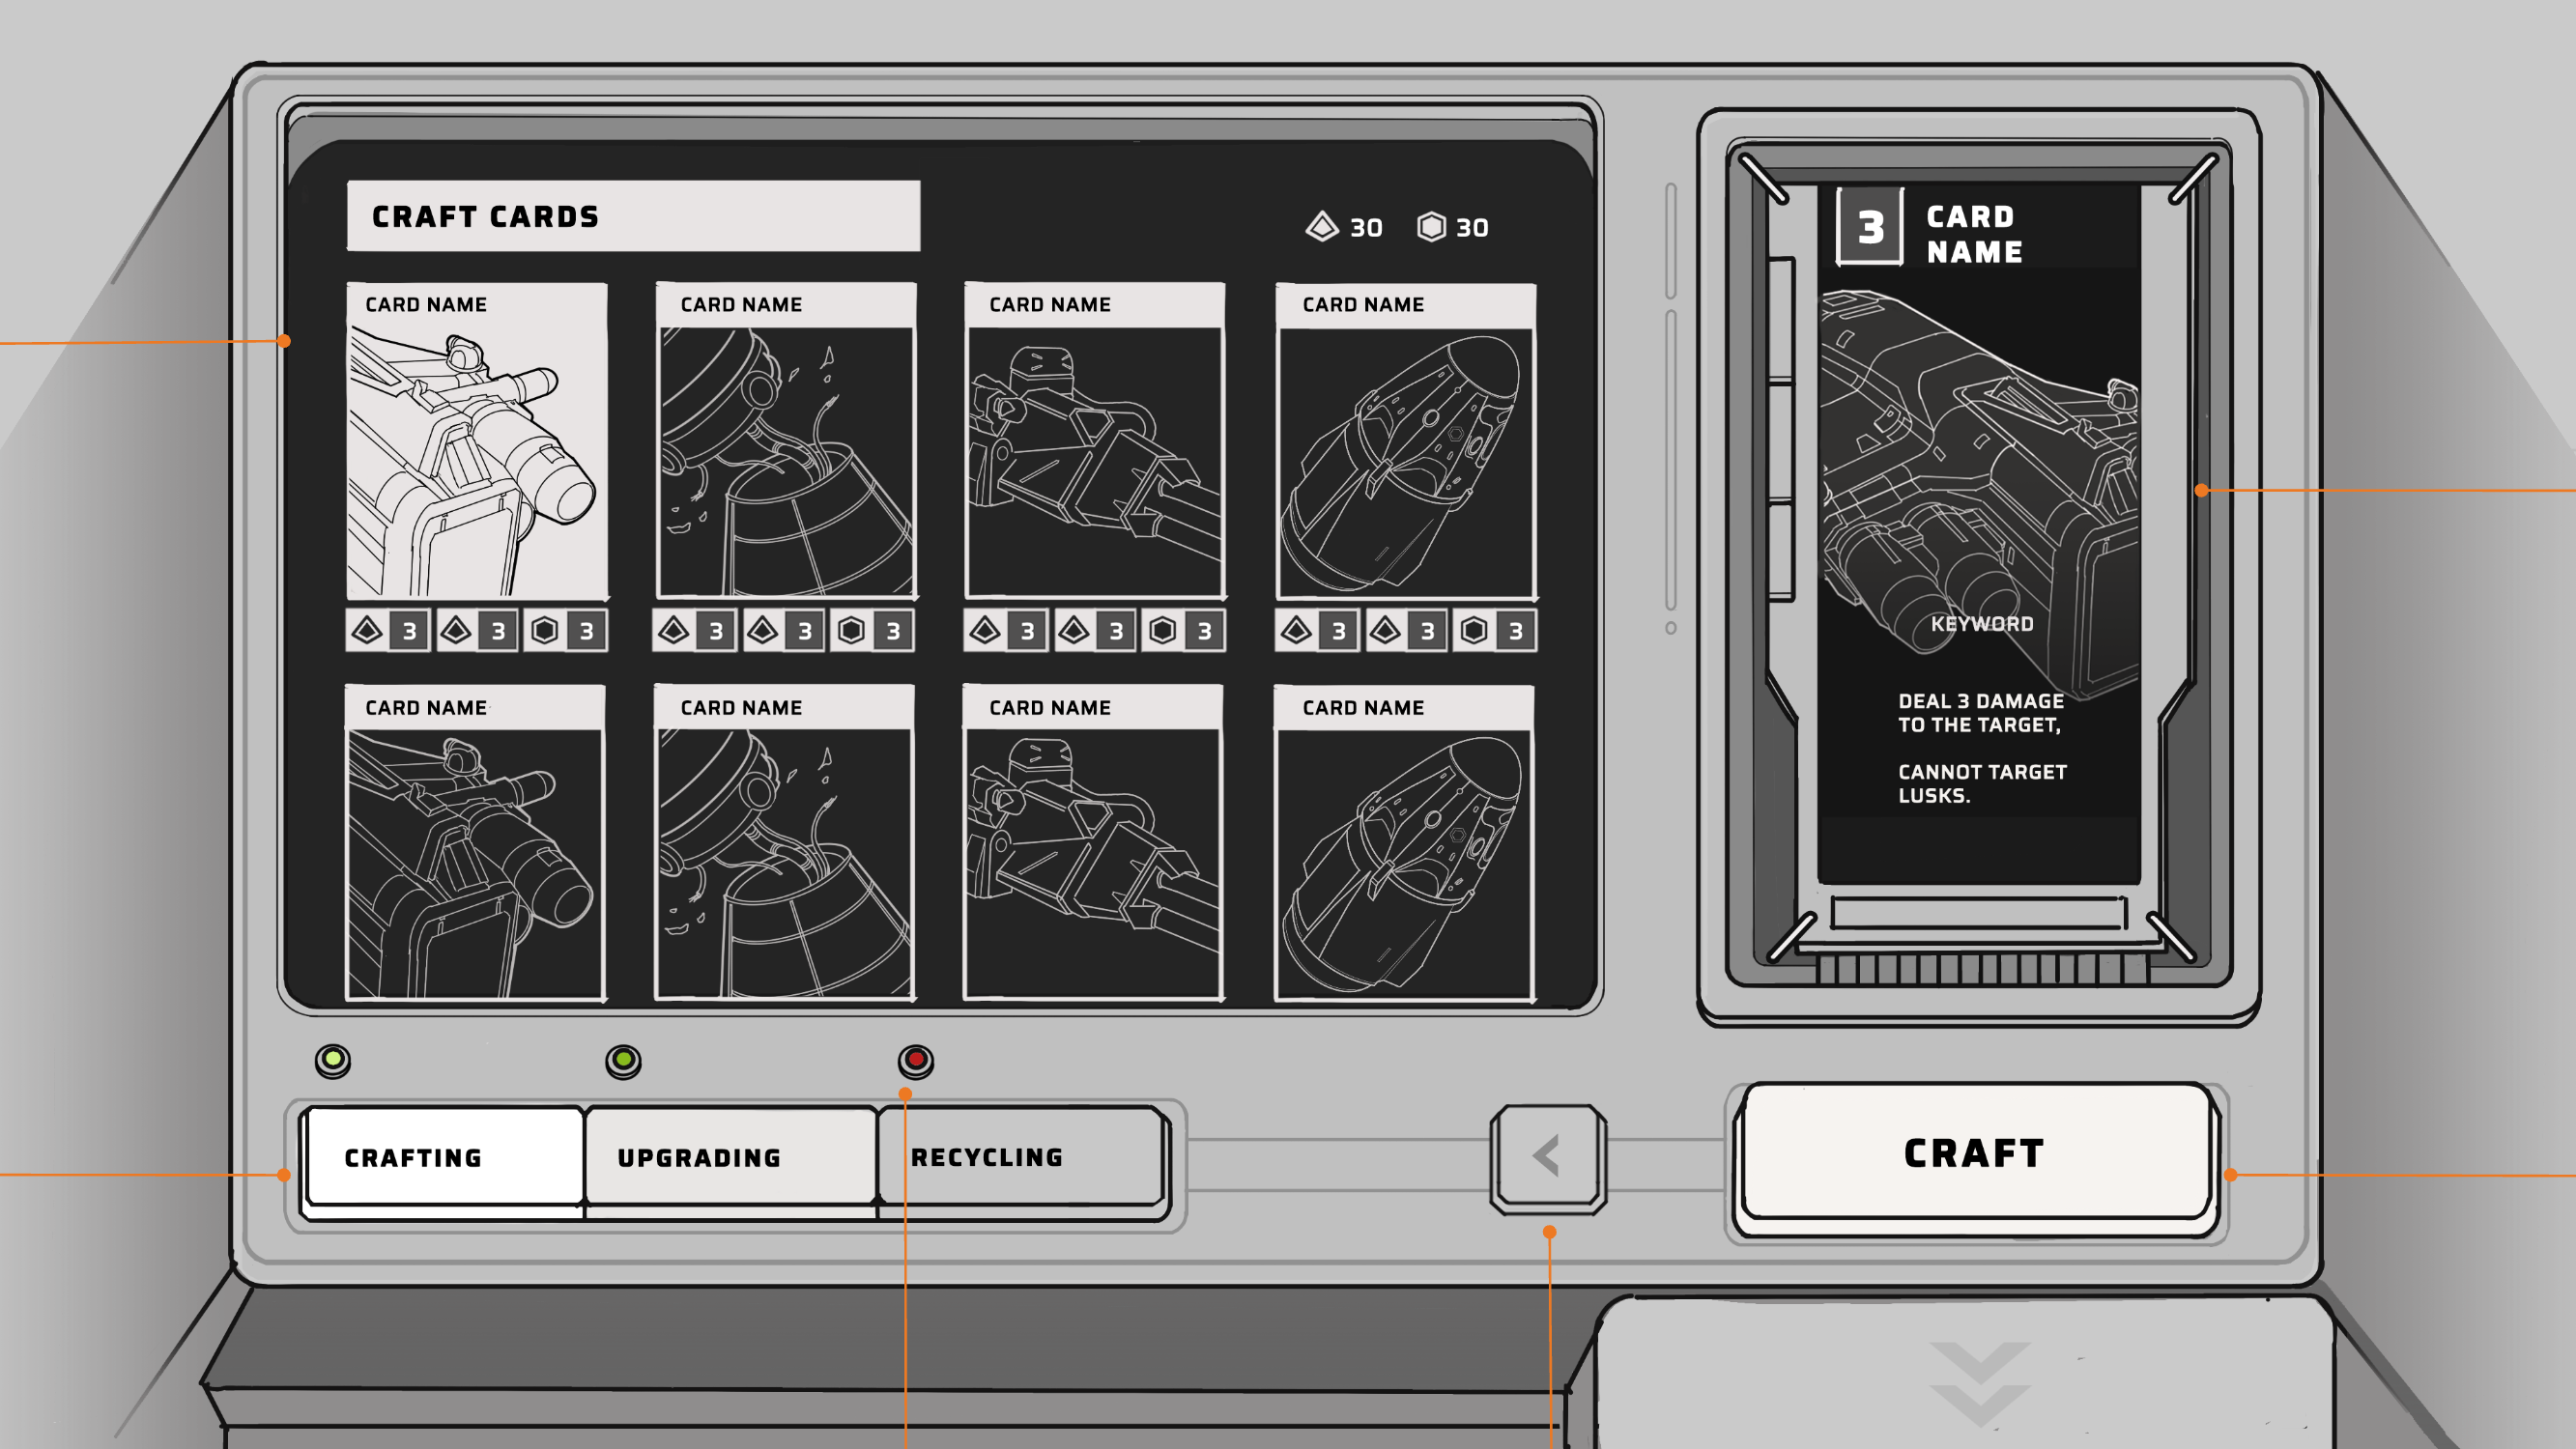 CRAFT CARDS
30 30
CARD NAME CARD NAME CARD NAME CARD NAME
3 3 3 3 3 3 3 3 3 3 3 3
CARD NAME CARD NAME CARD NAME CARD NAME
3
CARD
NAME
KEYWORD
DEAL 3 DAMAGE
TO THE TARGET,
CANNOT TARGET
LUSKS.
CRAFTING UPGRADING RECYCLING
CRAFT